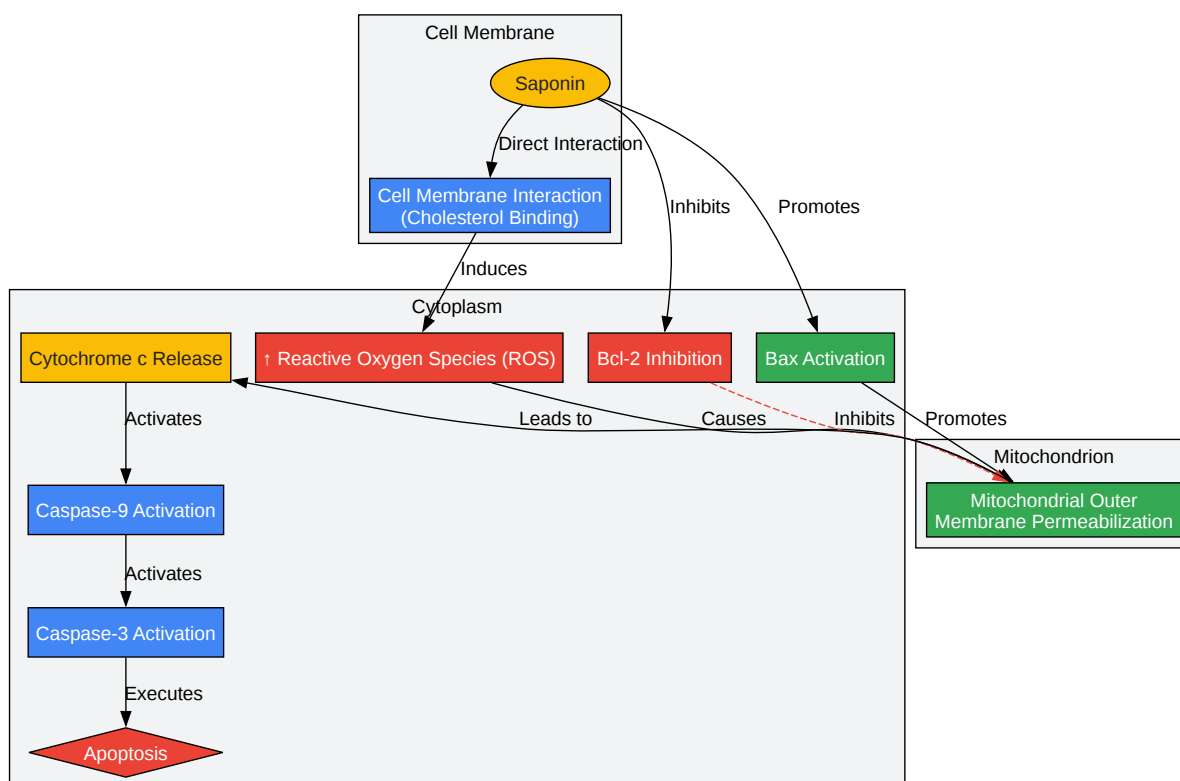 Cell Membrane
Saponin
Direct Interaction
Cell Membrane Interaction
(Cholesterol Binding)
Inhibits
Promotes
Induces
Cytoplasm
Cytochrome c Release
↑ Reactive Oxygen Species (ROS)
Bcl-2 Inhibition
Bax Activation
Activates
Leads to
Causes
Inhibits
Promotes
Mitochondrion
Mitochondrial Outer
Membrane Permeabilization
Caspase-9 Activation
Activates
Caspase-3 Activation
Executes
Apoptosis